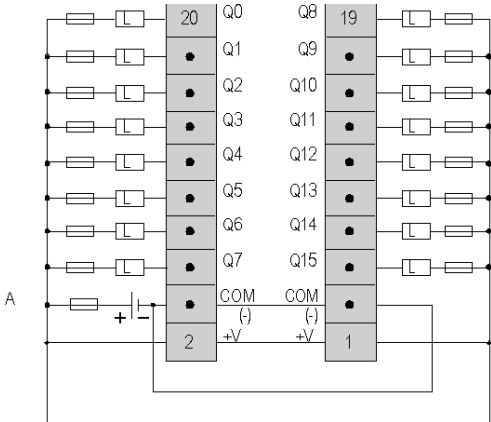 20 Q0 Q8 19
L Q1 Q9 L
L Q2 Q10 L
L Q3 Q11 L
L Q4 Q12 L
L Q5 Q13 L
L Q6 Q14 L
L Q7 Q15 L
L L
A COM COM
+ − (-) (-)
2 +V +V 1